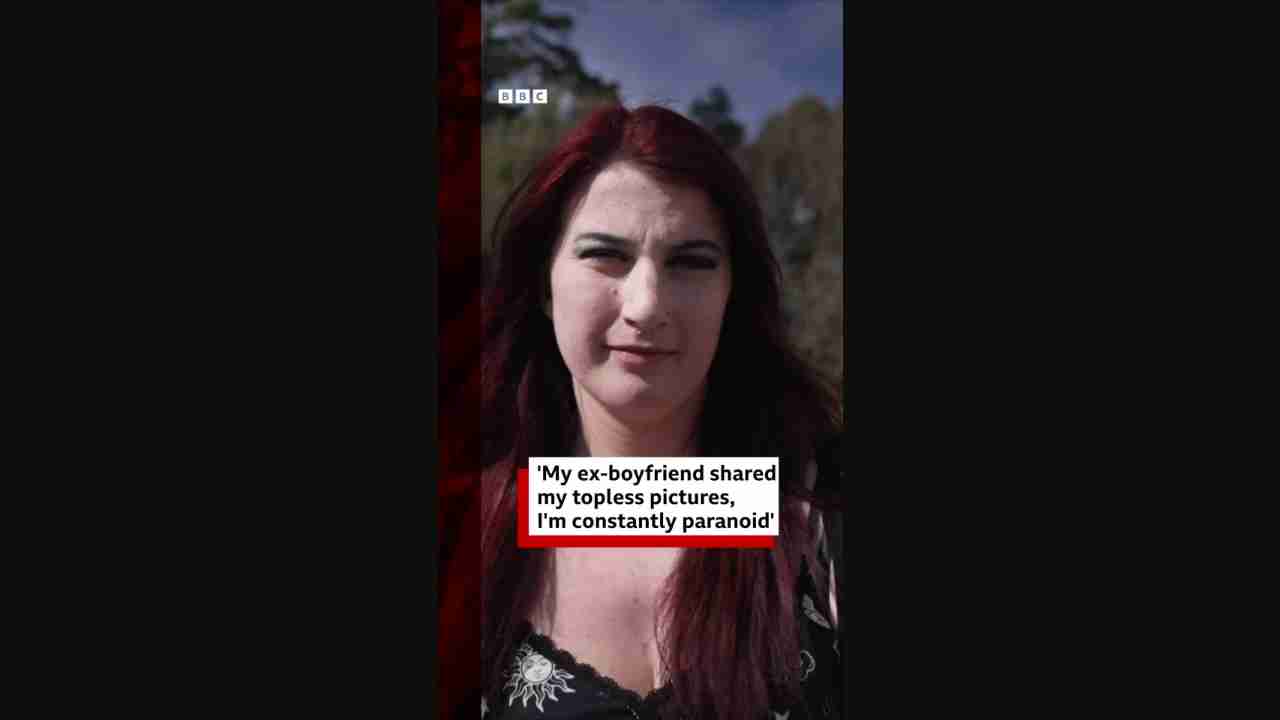 BBC
'My ex-boyfriend shared
my topless pictures,
I'm constantly paranoid'